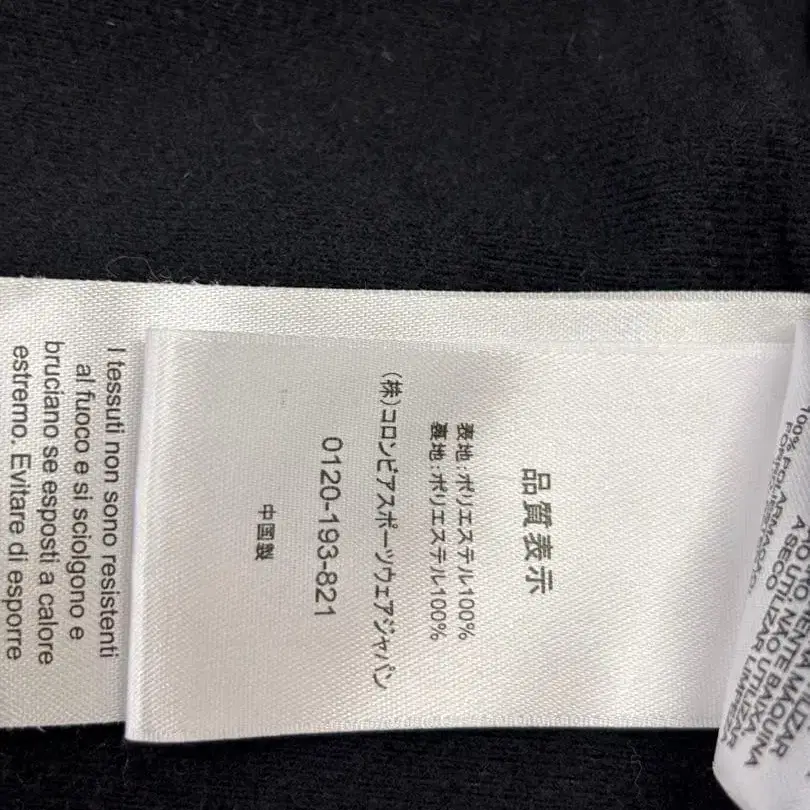 品質表示
表地：ポリエステル100%
裏地：ポリエステル100%
(株)コロンビアスポーツウェアジャパン
0120-193-821
中国製
I tessuti non sono resistenti
al fuoco e si sciolgono e
bruciano se esposti a calore
estremo. Evitare di esporre
A SECO
NÃO UTILIZAR